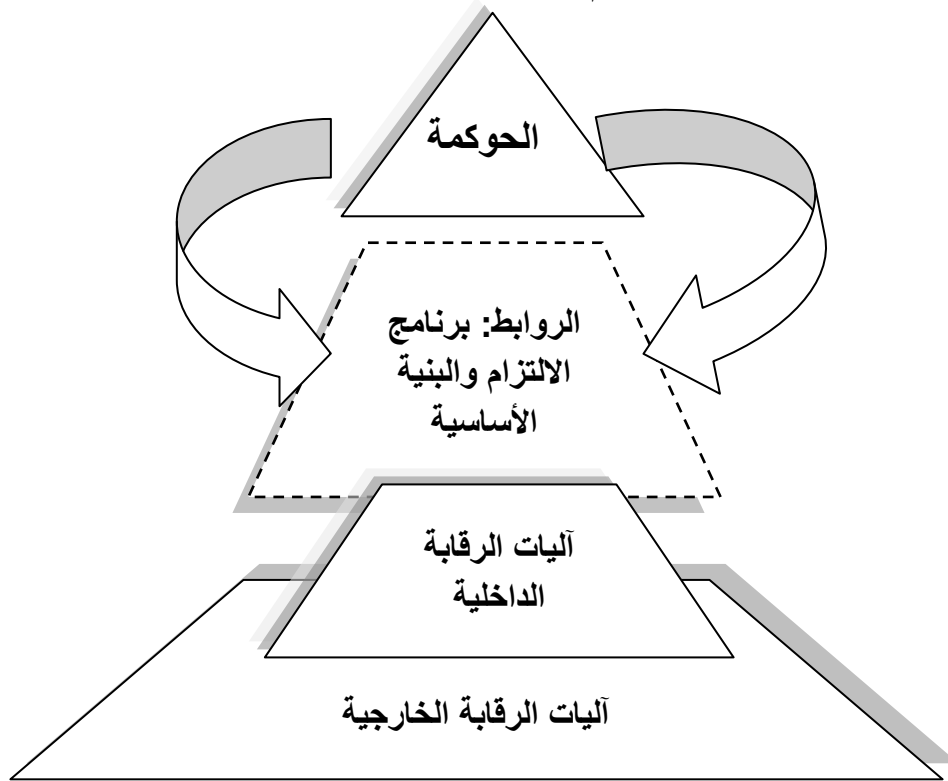 الحوكمة
الروابط: برنامج
الالتزام والبنية
الأساسية
آليات الرقابة
الداخلية
آليات الرقابة الخارجية